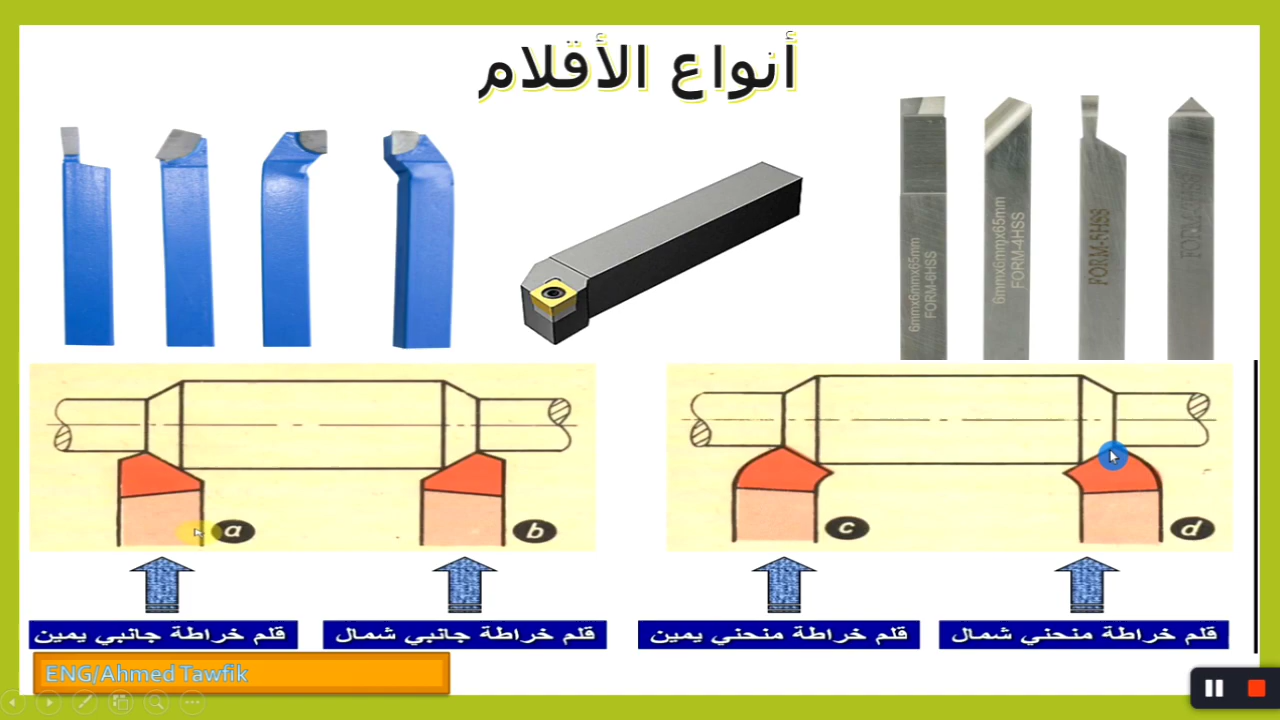 أنواع الأقلام
6mmx6mmx65mm
FORM-6HSS
6mmx6mmx65mm
FORM-4HSS
FORM-5HSS
a
b
c
d
قلم خراطة جانبي يمين
قلم خراطة جانبي شمال
قلم خراطة منحني يمين
قلم خراطة منحني شمال
ENG/Ahmed Tawfik